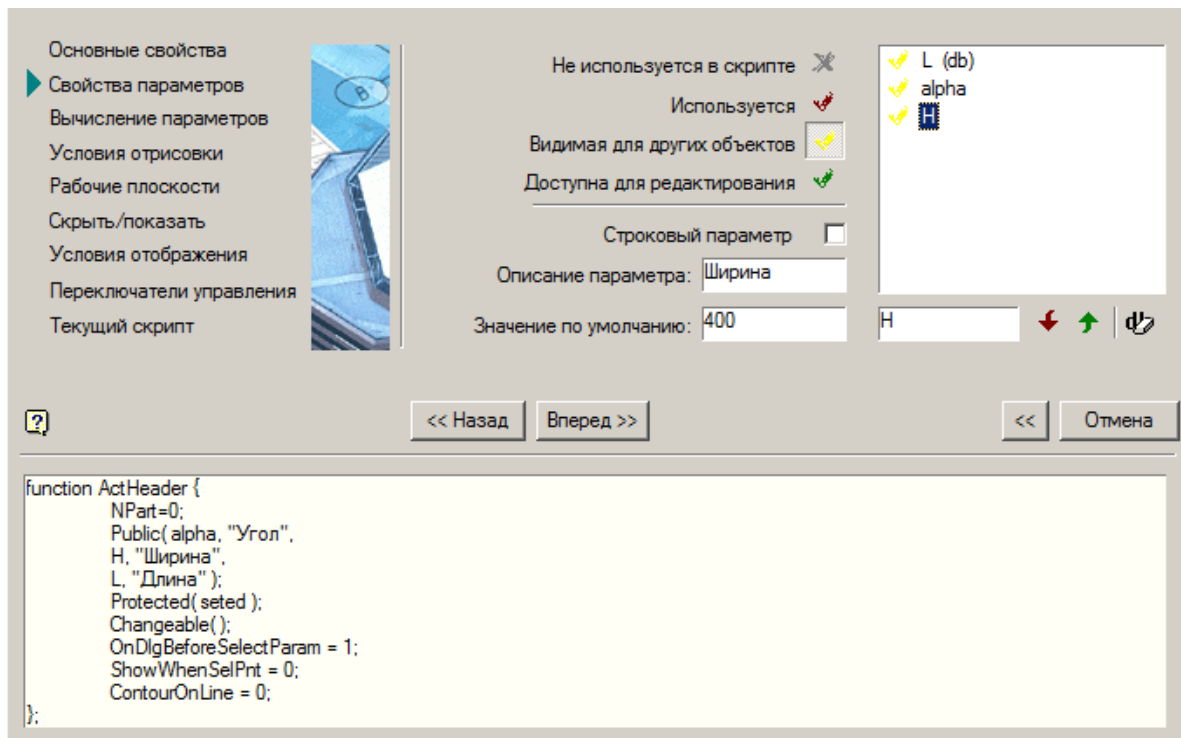 Основные свойства
Свойства параметров
Вычисление параметров
Условия отрисовки
Рабочие плоскости
Скрыть/показать
Условия отображения
Переключатели управления
Текущий скрипт
B
Не используется в скрипте
Используется
Видимая для других объектов
Доступна для редактирования
Строковый параметр
Описание параметра: Ширина
Значение по умолчанию: 400
L (db)
alpha
H
H
<< Назад
Вперед >>
<<
Отмена
function ActHeader {
NPart=0;
Public( alpha, "Угол",
H, "Ширина",
L, "Длина" );
Protected( seted );
Changeable( );
OnDlgBeforeSelectParam = 1;
ShowWhenSelPnt = 0;
ContourOnLine = 0;
};